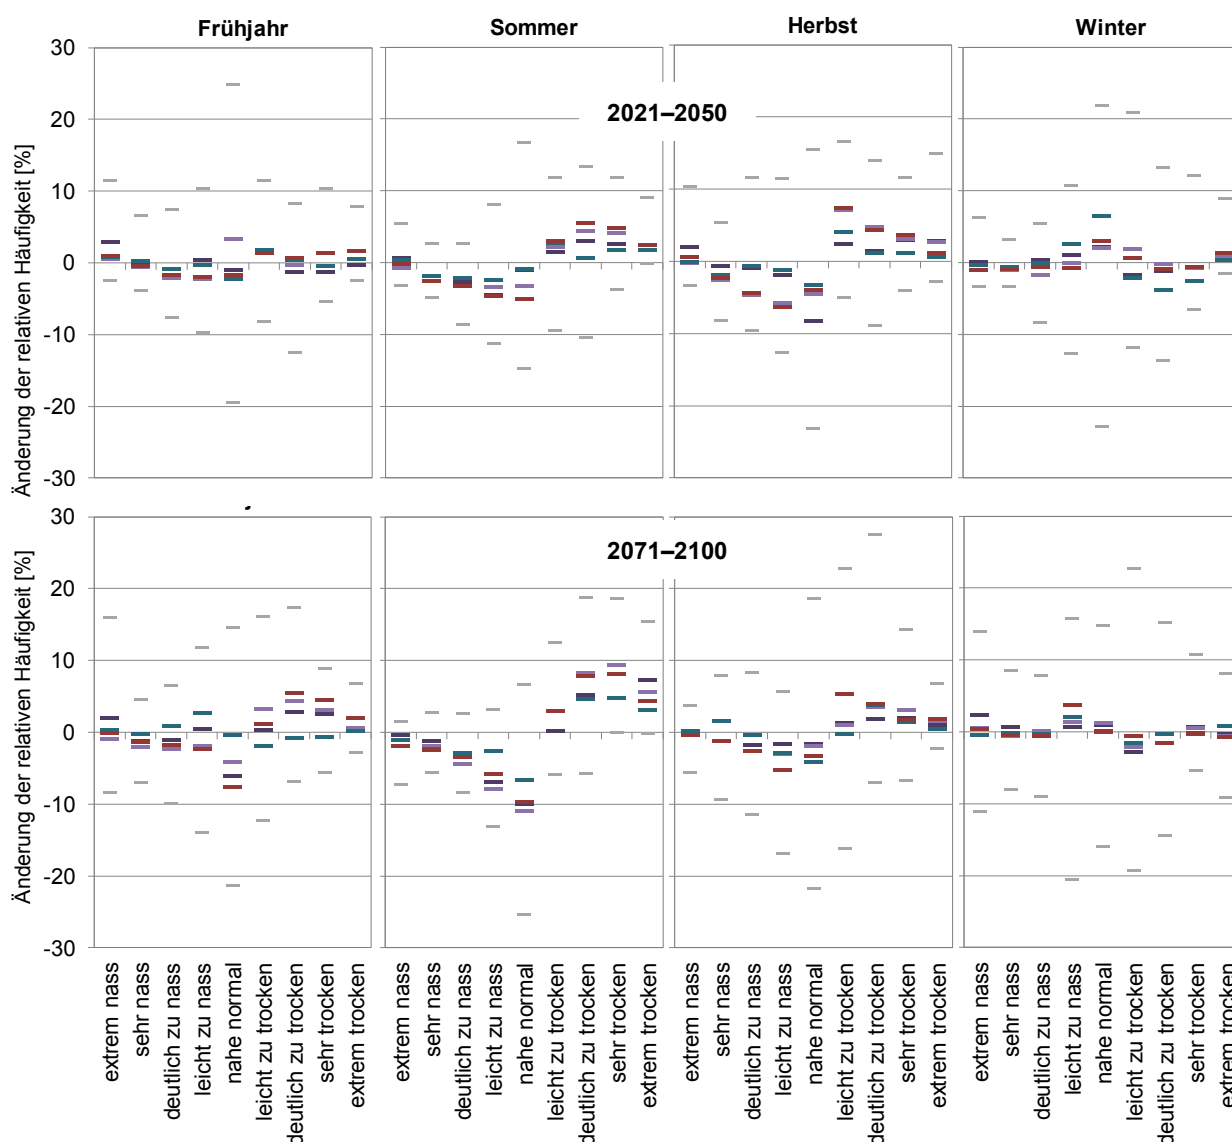 Frühjahr Sommer Herbst Winter
2021–2050
Änderung der relativen Häufigkeit [%]
30
20
10
0
-10
-20
-30
2071–2100
Änderung der relativen Häufigkeit [%]
30
20
10
0
-10
-20
-30
extrem nass
sehr nass
deutlich zu nass
leicht zu nass
nahe normal
leicht zu trocken
deutlich zu trocken
sehr trocken
extrem trocken
extrem nass
sehr nass
deutlich zu nass
leicht zu nass
nahe normal
leicht zu trocken
deutlich zu trocken
sehr trocken
extrem trocken
extrem nass
sehr nass
deutlich zu nass
leicht zu nass
nahe normal
leicht zu trocken
deutlich zu trocken
sehr trocken
extrem trocken
extrem nass
sehr nass
deutlich zu nass
leicht zu nass
nahe normal
leicht zu trocken
deutlich zu trocken
sehr trocken
extrem trocken